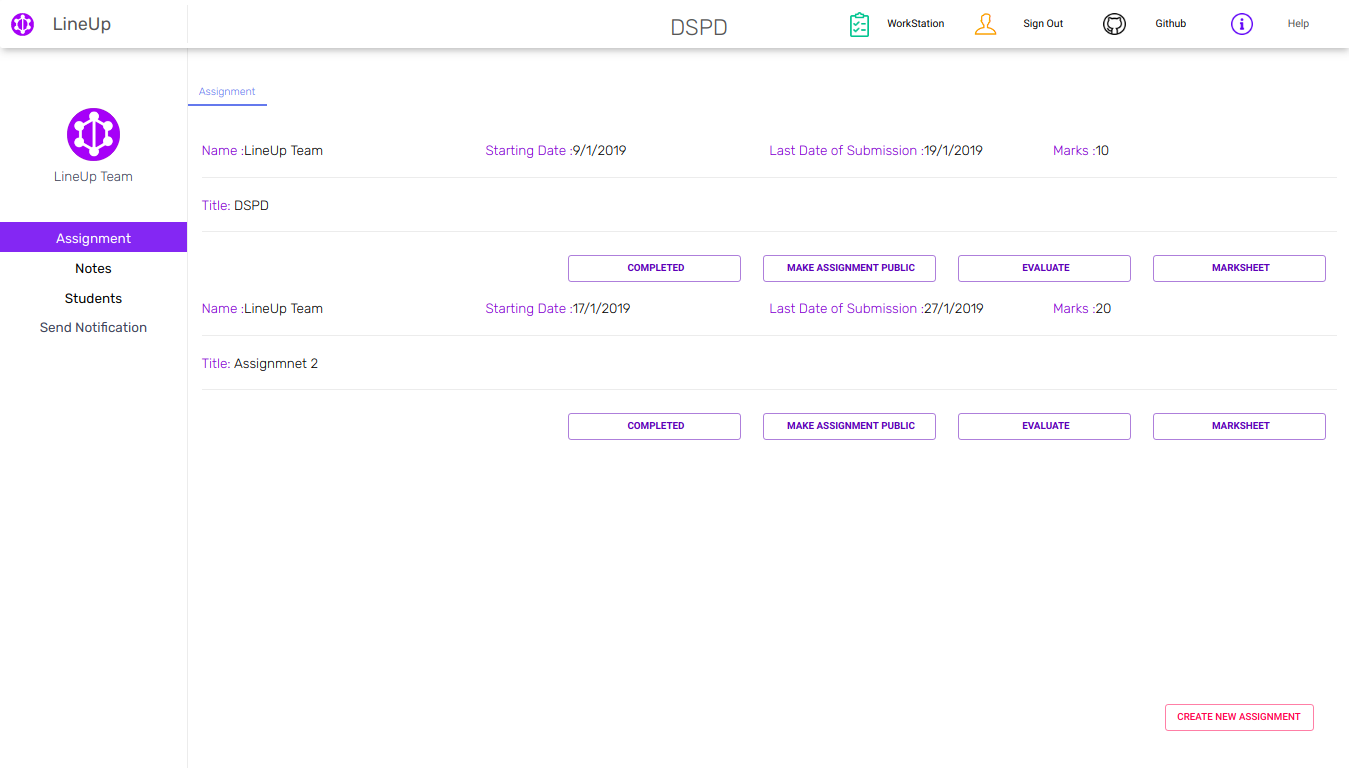 LineUp
DSPD
WorkStation
Sign Out
Github
Help
LineUp Team
Assignment
Notes
Students
Send Notification
Assignment
Name :LineUp Team Starting Date :9/1/2019 Last Date of Submission :19/1/2019 Marks :10
Title: DSPD
COMPLETED MAKE ASSIGNMENT PUBLIC EVALUATE MARKSHEET
Name :LineUp Team Starting Date :17/1/2019 Last Date of Submission :27/1/2019 Marks :20
Title: Assignmnet 2
COMPLETED MAKE ASSIGNMENT PUBLIC EVALUATE MARKSHEET
CREATE NEW ASSIGNMENT